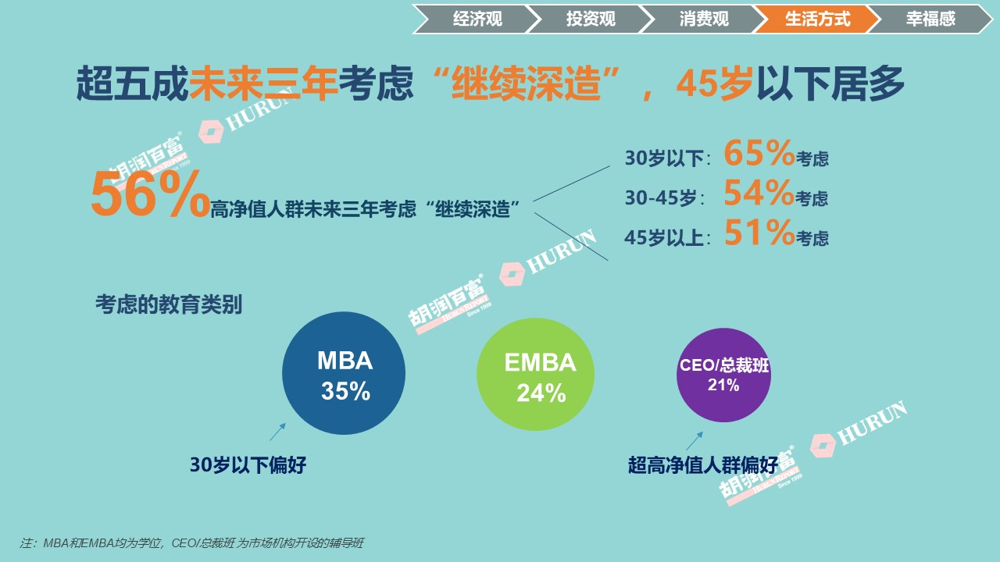 经济观 投资观 消费观 生活方式 幸福感
超五成未来三年考虑“继续深造”，45岁以下居多
胡润百富 HURUN REPORT Since 1999 HURUN
56%高净值人群未来三年考虑“继续深造”
30岁以下：65%考虑
30-45岁：54%考虑
45岁以上：51%考虑
胡润百富 HURUN REPORT Since 1999 HURUN
考虑的教育类别
MBA
35%
EMBA
24%
CEO/总裁班
21%
30岁以下偏好
超高净值人群偏好
胡润百富 HURUN REPORT Since 1999 HURUN
注：MBA和EMBA均为学位，CEO/总裁班 为市场机构开设的辅导班